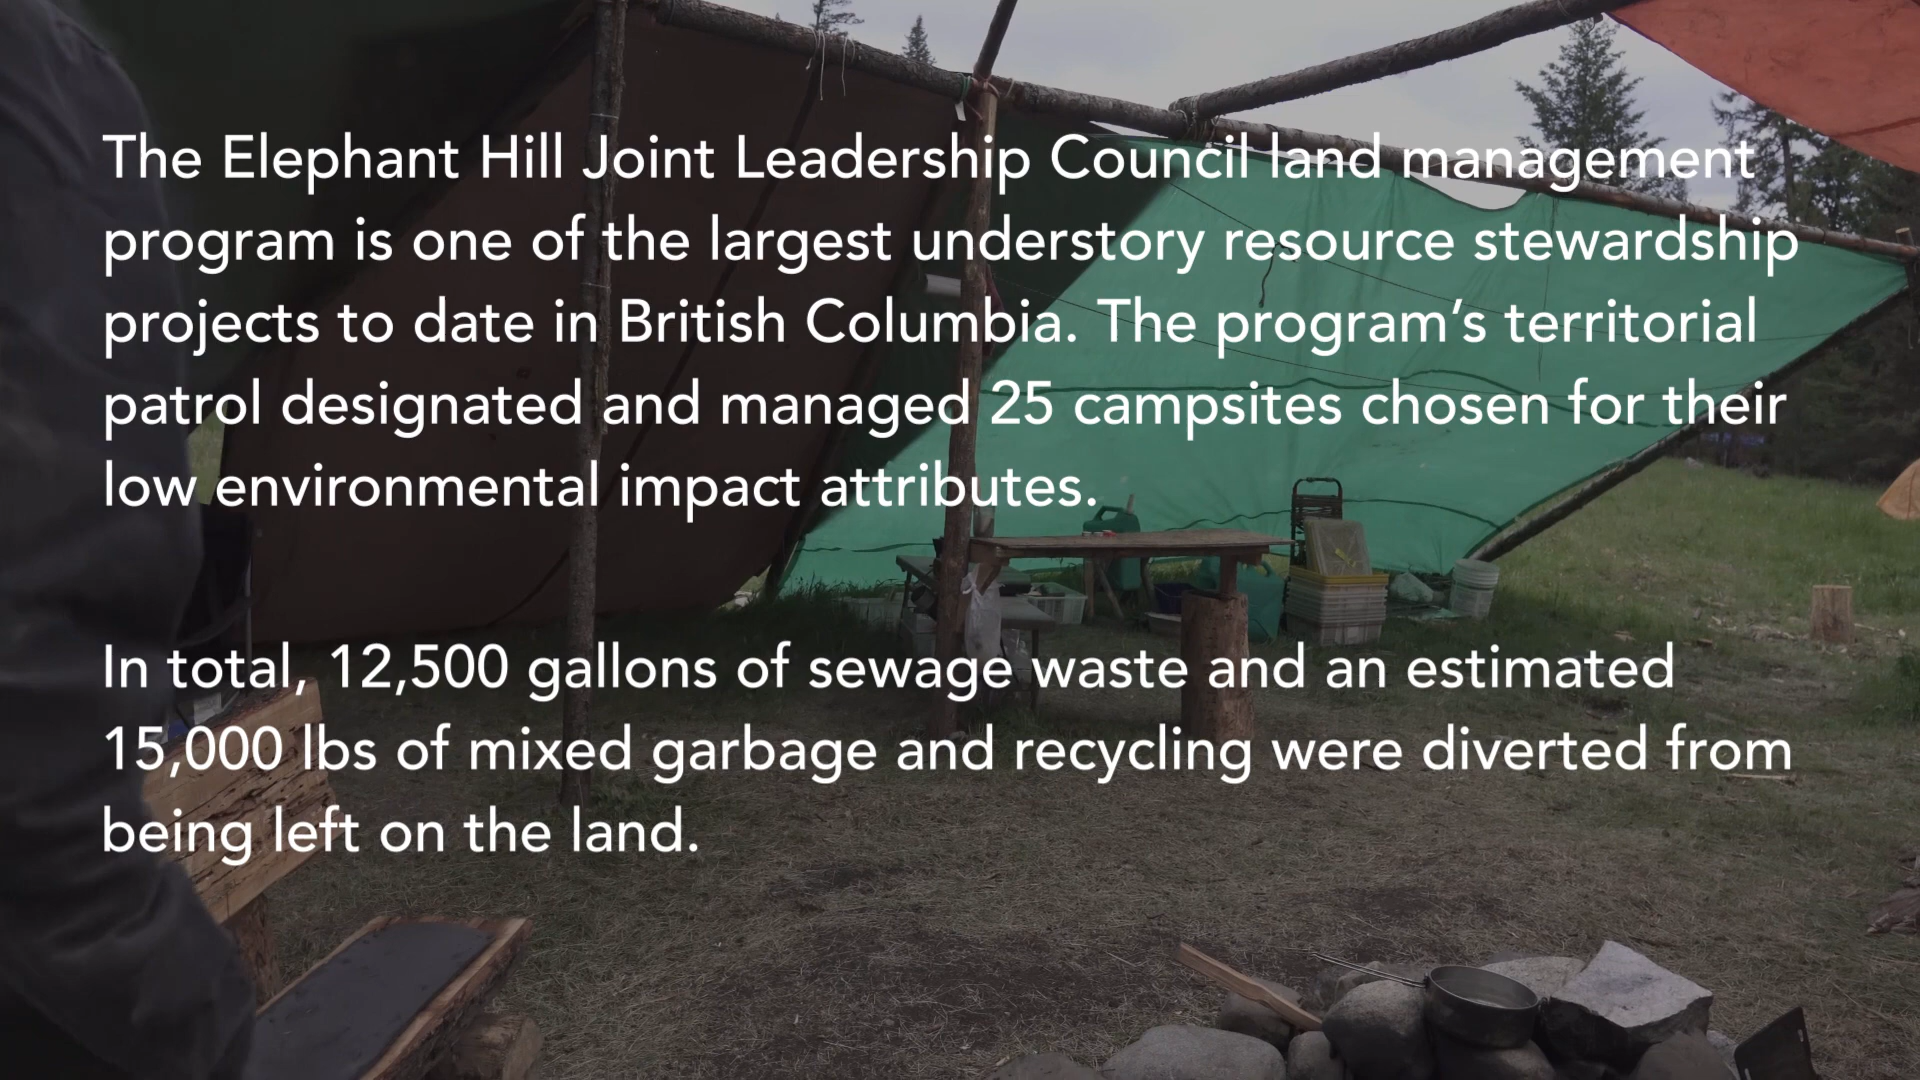 The Elephant Hill Joint Leadership Council land management
program is one of the largest understory resource stewardship
projects to date in British Columbia. The program’s territorial
patrol designated and managed 25 campsites chosen for their
low environmental impact attributes.
In total, 12,500 gallons of sewage waste and an estimated
15,000 lbs of mixed garbage and recycling were diverted from
being left on the land.